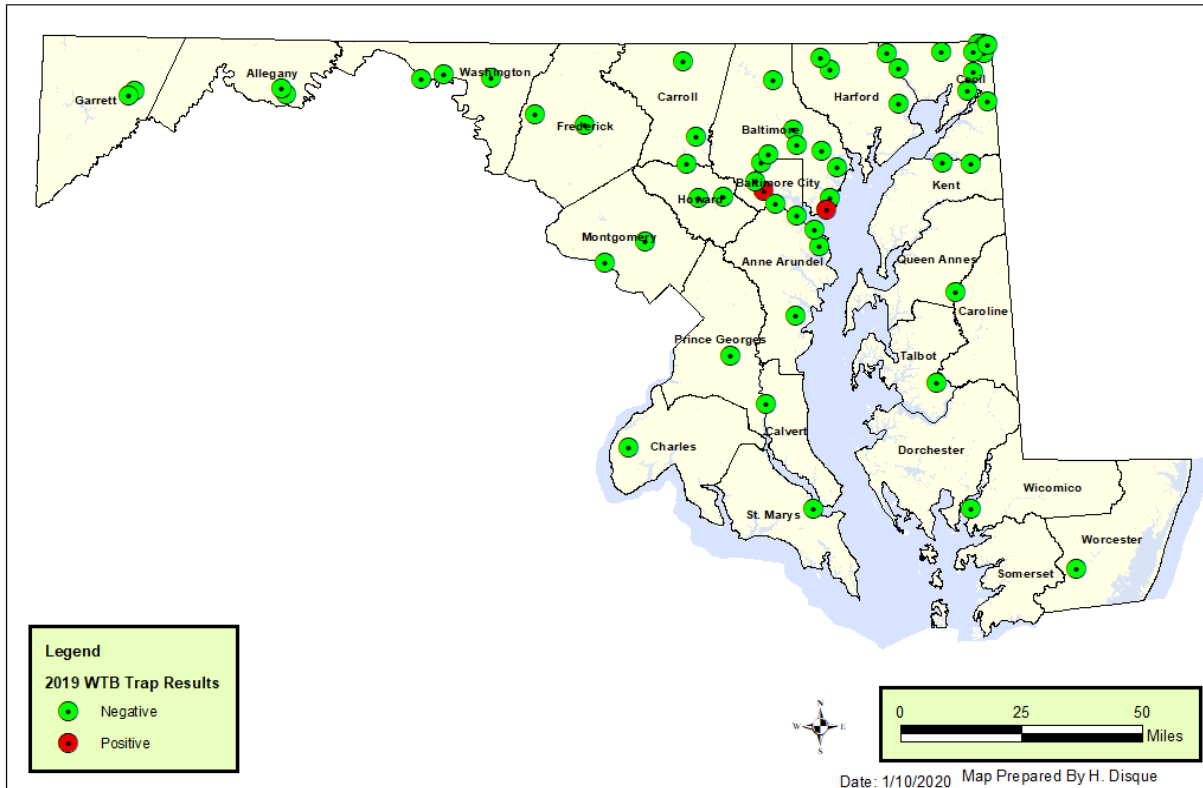 Garrett
Allegany
Washington
Frederick
Carroll
Baltimore
Harford
Cecil
Baltimore City
Howard
Kent
Montgomery
Anne Arundel
Queen Annes
Caroline
Prince Georges
Talbot
Calvert
Charles
Dorchester
St. Marys
Wicomico
Worcester
Somerset
Legend
2019 WTB Trap Results
Negative
Positive
N
W E
S
0 25 50
Miles
Date: 1/10/2020 Map Prepared By H. Disque